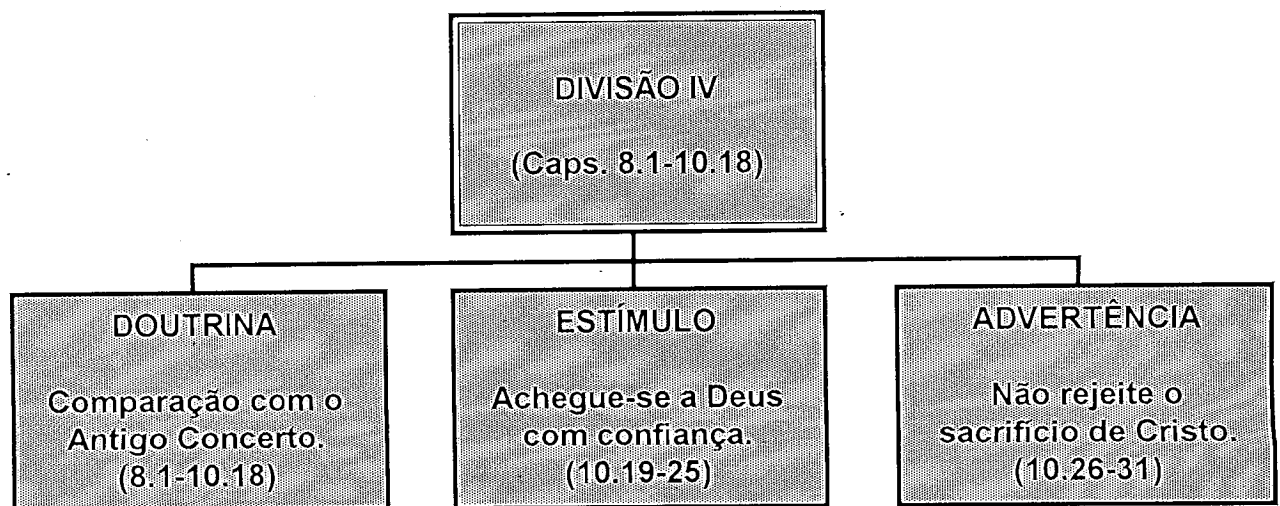 DIVISÃO IV
(Caps. 8.1-10.18)
DOUTRINA
Comparação com o
Antigo Concerto.
(8.1-10.18)
ESTÍMULO
Achegue-se a Deus
com confiança.
(10.19-25)
ADVERTÊNCIA
Não rejeite o
sacrifício de Cristo.
(10.26-31)